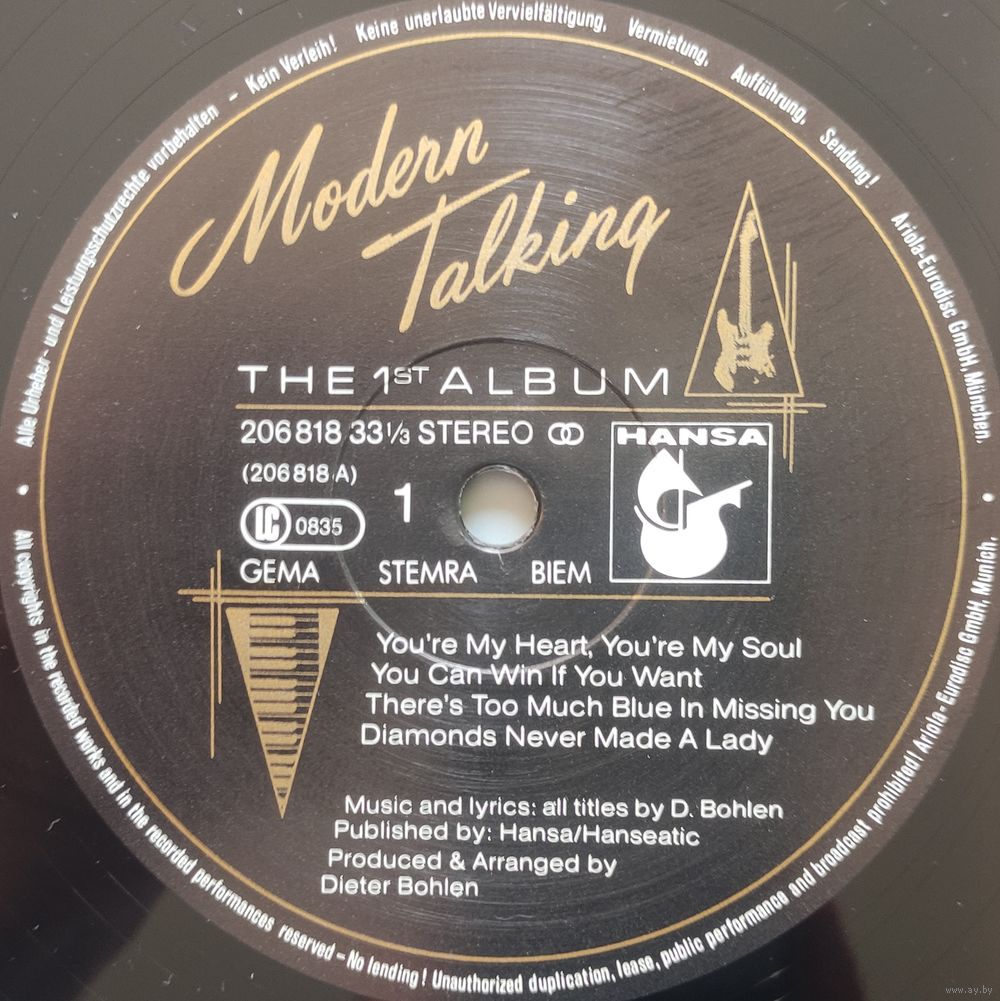 Alle Urheber- und Leistungsschutzrechte vorbehalten – Kein Verleih! Keine unerlaubte Vervielfältigung, Vermietung, Aufführung, Sendung!
Ariola-Eurodisc GmbH, München.
Modern
Talking
THE 1ST ALBUM
206 818 33 1/3 STEREO
HANSA
(206 818 A)
1
LC 0835
GEMA STEMRA BIEM
You're My Heart, You're My Soul
You Can Win If You Want
There's Too Much Blue In Missing You
Diamonds Never Made A Lady
Music and lyrics: all titles by D. Bohlen
Published by: Hansa/Hanseatic
Produced & Arranged by
Dieter Bohlen
All copyrights in the recorded works and in the recorded performances reserved – No lending! Unauthorized duplication, lease, public performance and broadcast prohibited! Ariola-Eurodisc GmbH, Munich.
www.ay.by